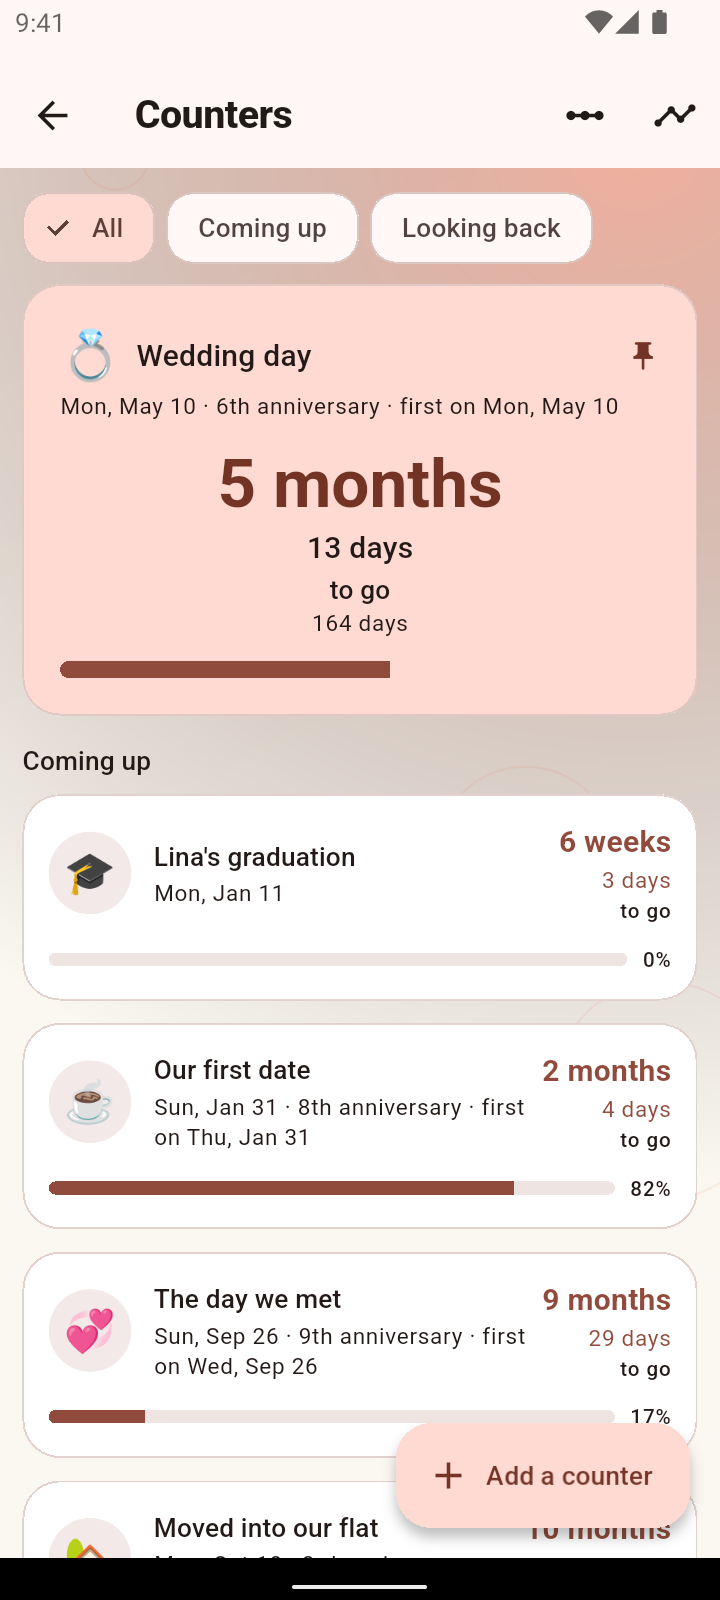 9:41
Counters
All
Coming up
Looking back
Wedding day
Mon, May 10 · 6th anniversary · first on Mon, May 10
5 months
13 days
to go
164 days
Coming up
Lina's graduation
Mon, Jan 11
6 weeks
3 days
to go
0%
Our first date
Sun, Jan 31 · 8th anniversary · first
on Thu, Jan 31
2 months
4 days
to go
82%
The day we met
Sun, Sep 26 · 9th anniversary · first
on Wed, Sep 26
9 months
29 days
to go
17%
Add a counter
Moved into our flat
10 months